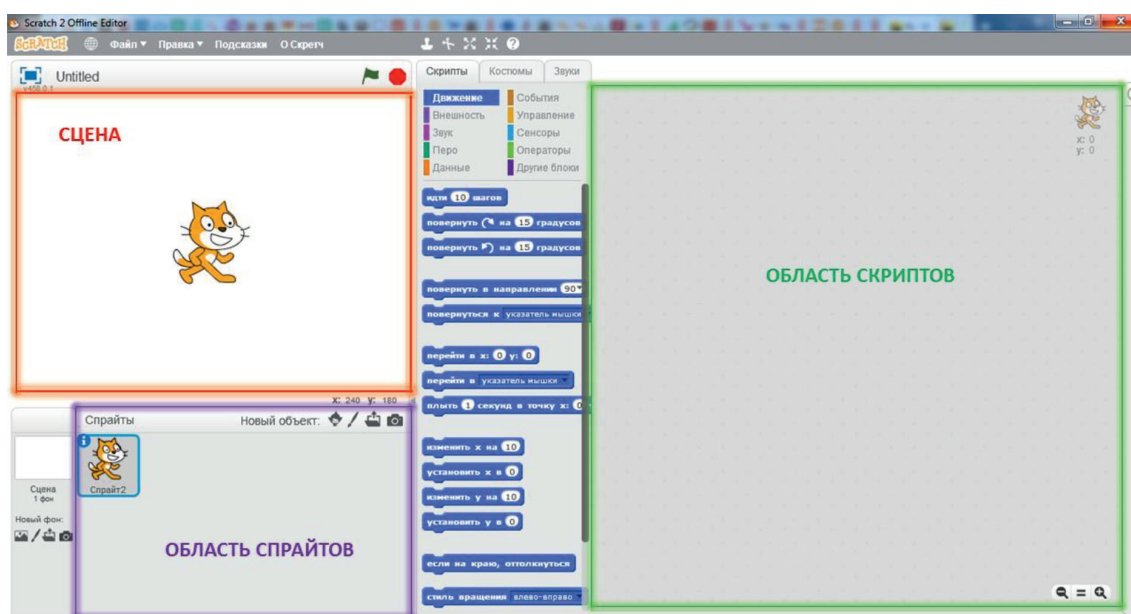 Scratch 2 Offline Editor
SCRATCH Файл Правка Подсказки О Скретч
Untitled
v458.0.1
СЦЕНА
x: 240 y: 180
Спрайты Новый объект:
Спрайт2
Сцена
1 фон
Новый фон:
ОБЛАСТЬ СПРАЙТОВ
Скрипты Костюмы Звуки
Движение События
Внешность Управление
Звук Сенсоры
Перо Операторы
Данные Другие блоки
идти 10 шагов
повернуть на 15 градусов
повернуть на 15 градусов
повернуть в направлении 90
повернуться к указатель мышки
перейти в x: 0 y: 0
перейти в указатель мышки
плыть 1 секунд в точку x: 0
изменить x на 10
установить x в 0
изменить y на 10
установить y в 0
если на краю, оттолкнуться
стиль вращения влево-вправо
x: 0
y: 0
ОБЛАСТЬ СКРИПТОВ